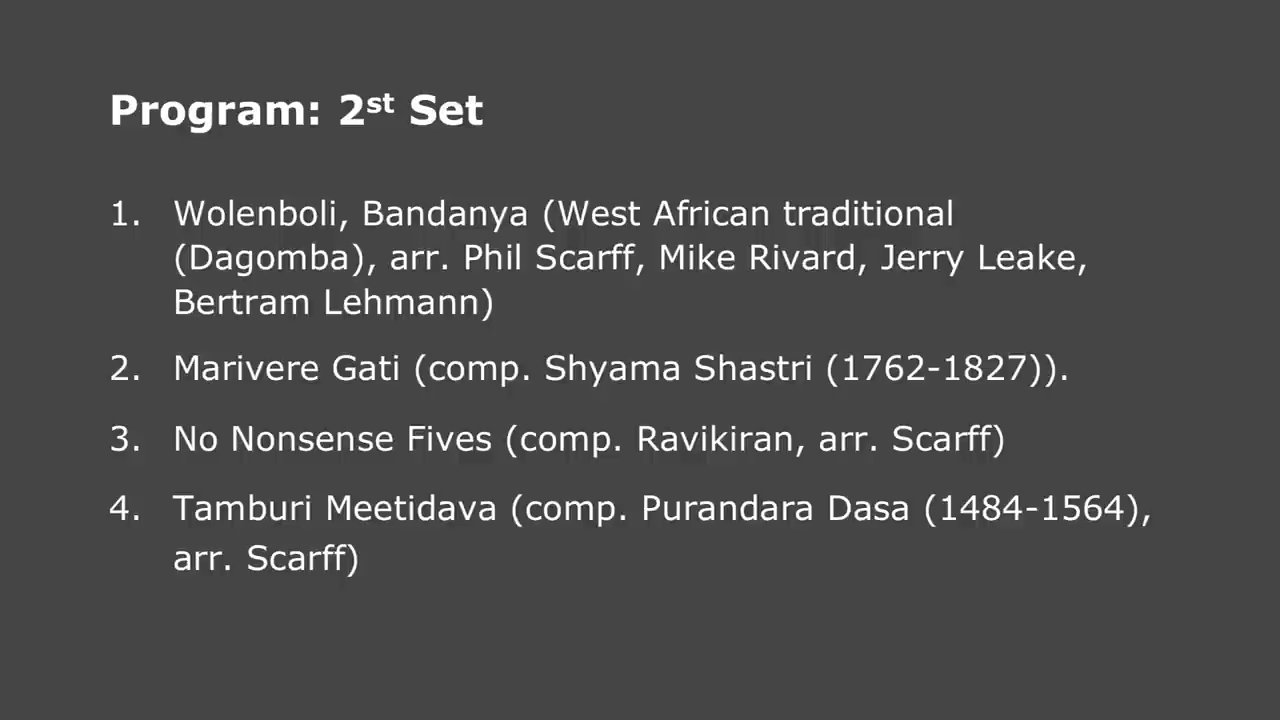 Program: 2st Set
1. Wolenboli, Bandanya (West African traditional
(Dagomba), arr. Phil Scarff, Mike Rivard, Jerry Leake,
Bertram Lehmann)
2. Marivere Gati (comp. Shyama Shastri (1762-1827)).
3. No Nonsense Fives (comp. Ravikiran, arr. Scarff)
4. Tamburi Meetidava (comp. Purandara Dasa (1484-1564),
arr. Scarff)